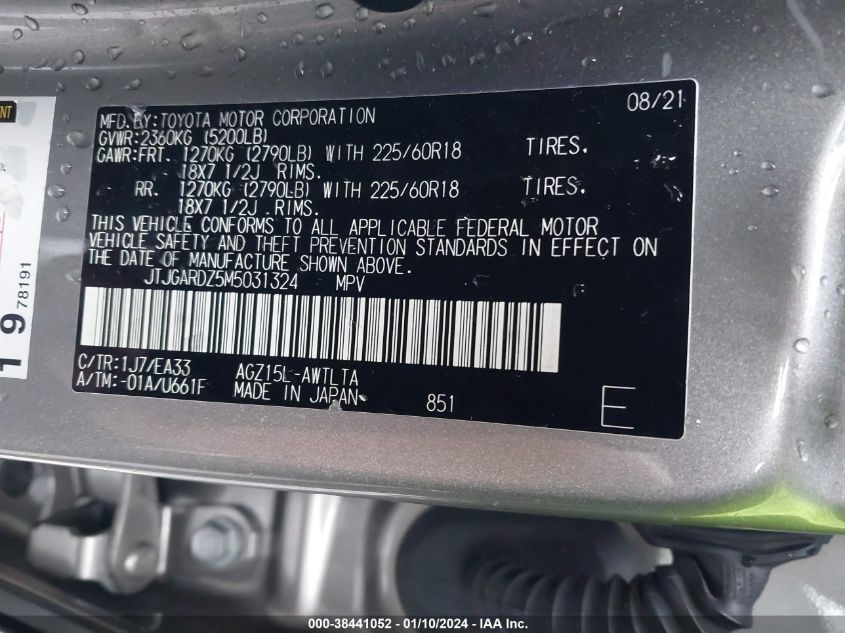 MFD.BY:TOYOTA MOTOR CORPORATION 08/21
GVWR:2360KG (5200LB)
GAWR:FRT. 1270KG (2790LB) WITH 225/60R18 TIRES.
18X7 1/2J RIMS.
RR. 1270KG (2790LB) WITH 225/60R18 TIRES.
18X7 1/2J RIMS.
THIS VEHICLE CONFORMS TO ALL APPLICABLE FEDERAL MOTOR
VEHICLE SAFETY AND THEFT PREVENTION STANDARDS IN EFFECT ON
THE DATE OF MANUFACTURE SHOWN ABOVE.
JTJGARDZ5M5031324 MPV
C/TR:1J7/EA33 AGZ15L-AWTLTA
A/TM:-01A/U661F MADE IN JAPAN 851
E
1 9 78191
000-38441052 - 01/10/2024 - IAA Inc.